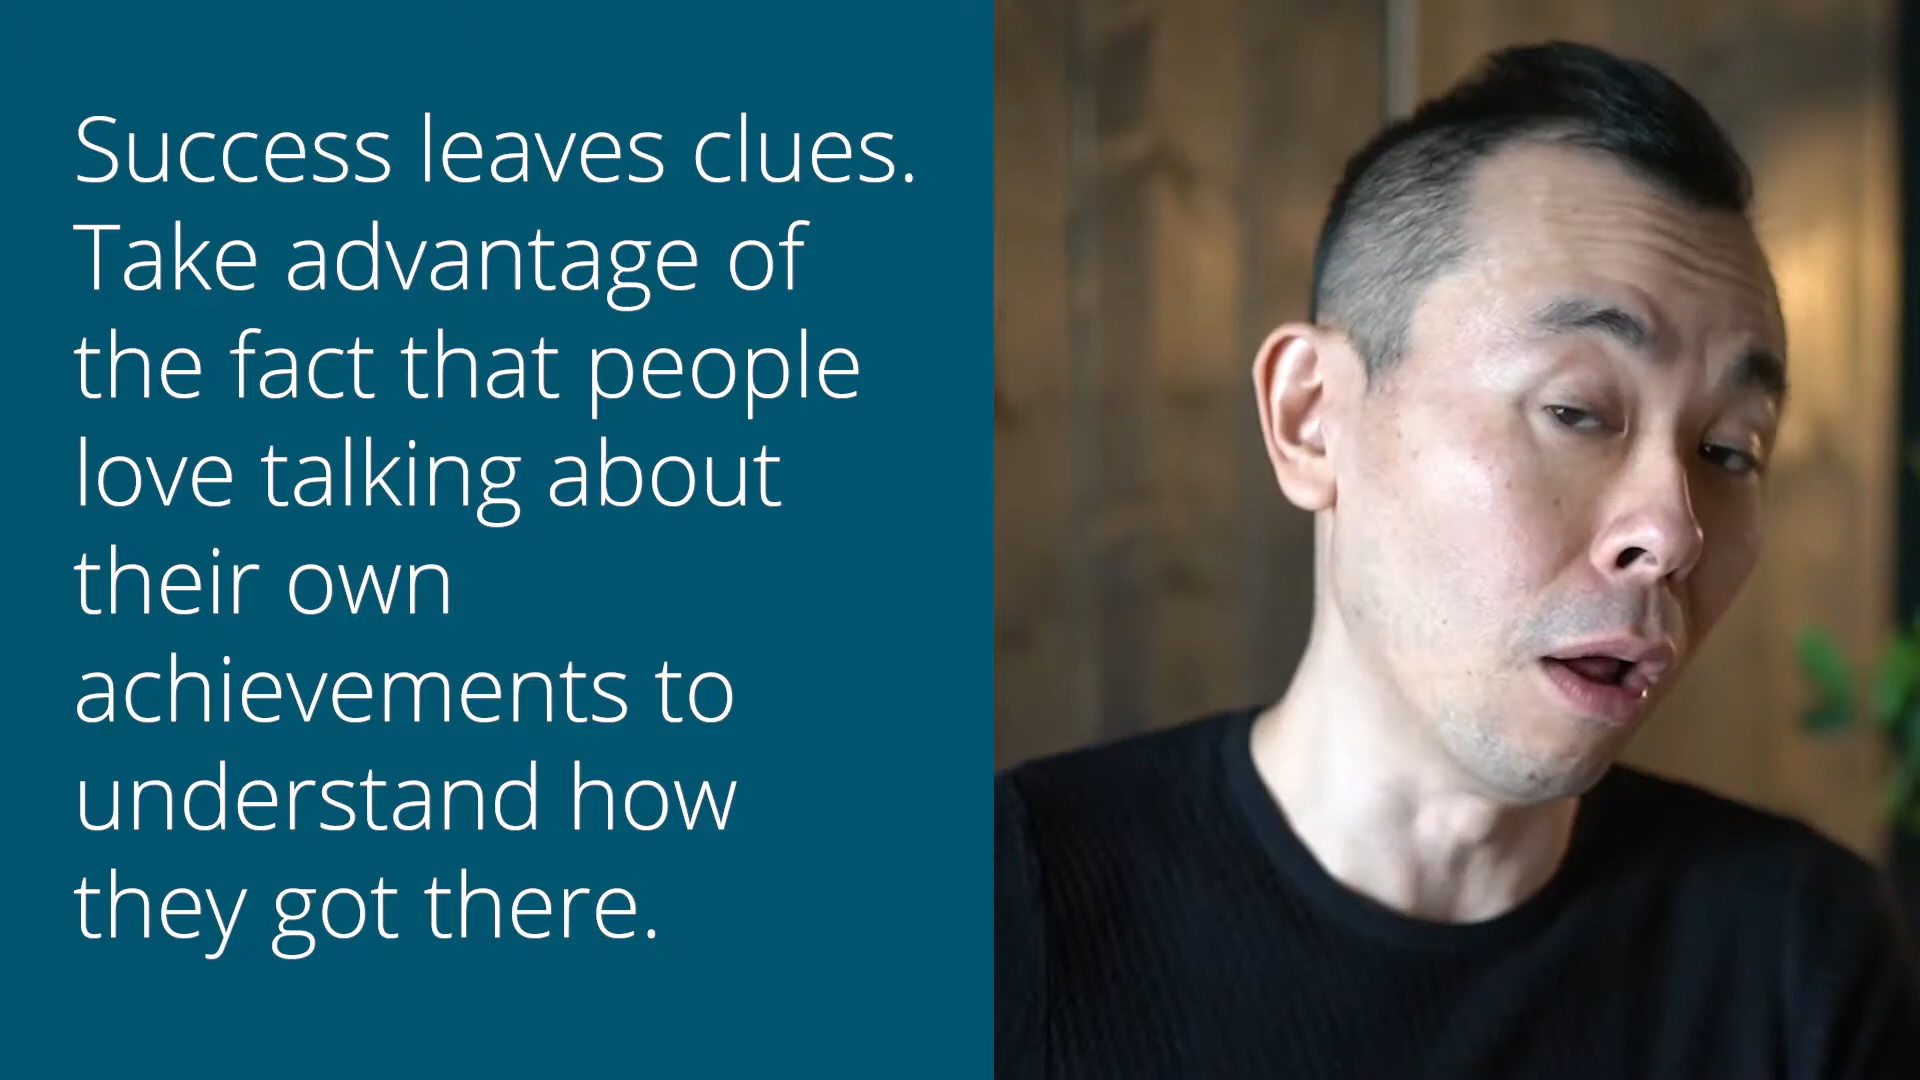 Success leaves clues.
Take advantage of
the fact that people
love talking about
their own
achievements to
understand how
they got there.